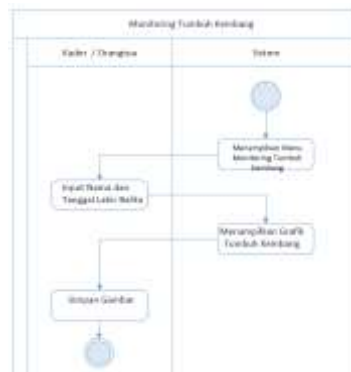 Monitoring Tumbuh Kembang
Kader / Orangtua
Sistem
Menampilkan Menu
Monitoring Tumbuh
Kembang
Input Nama dan
Tanggal Lahir Balita
Menampilkan Grafik
Tumbuh Kembang
Simpan Gambar